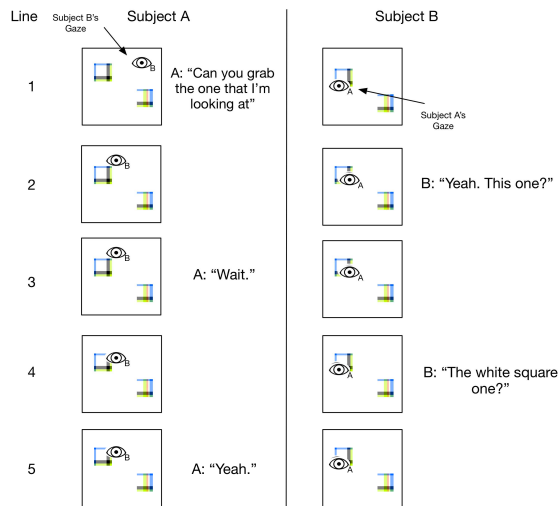 Line
Subject A
Subject B
Subject B's
Gaze
B
1
A: “Can you grab
the one that I'm
looking at”
A
Subject A's
Gaze
2
B
A
B: “Yeah. This one?”
3
B
A: “Wait.”
A
4
B
A
B: “The white square
one?”
5
B
A: “Yeah.”
A